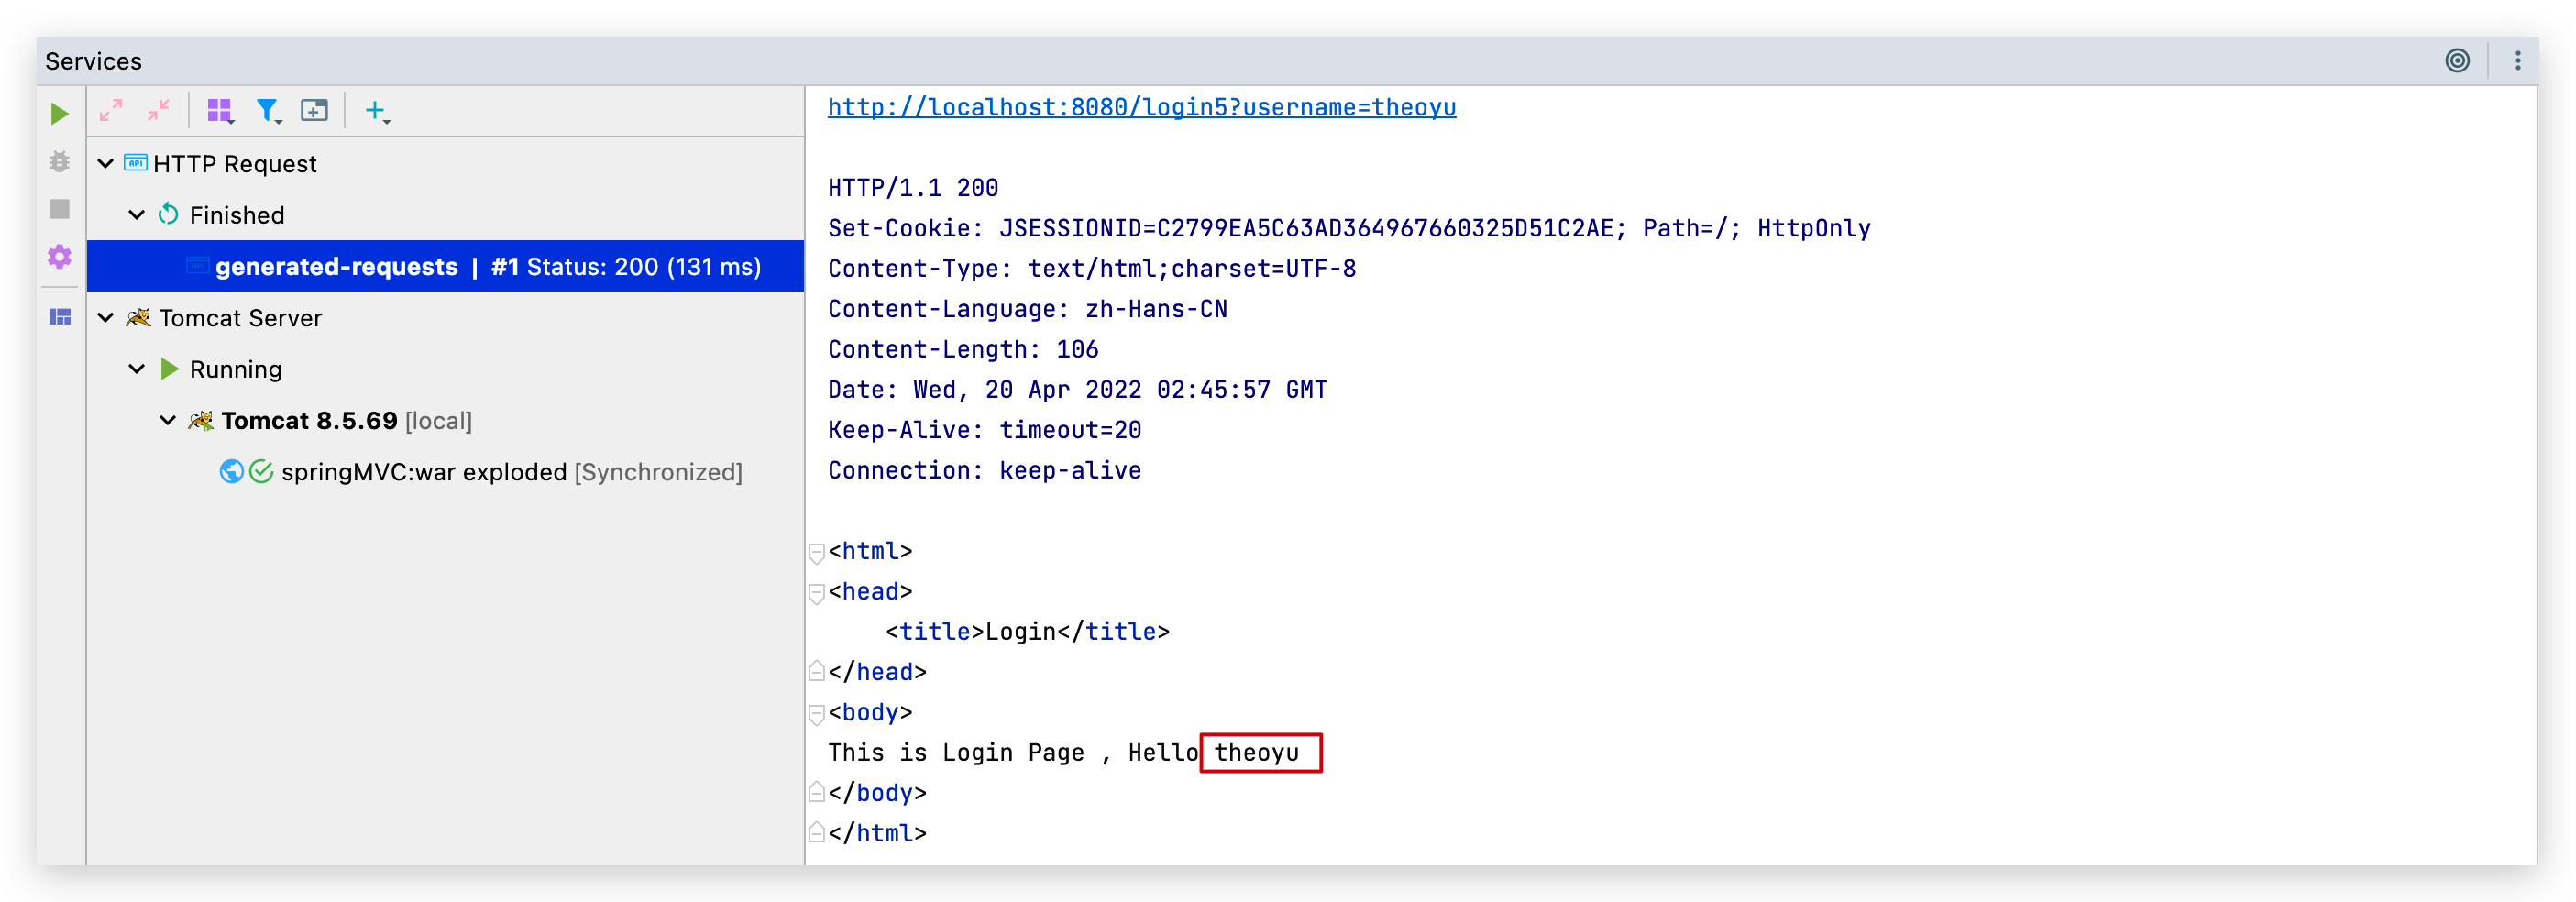 Services
HTTP Request
Finished
generated-requests | #1 Status: 200 (131 ms)
Tomcat Server
Running
Tomcat 8.5.69 [local]
springMVC:war exploded [Synchronized]
http://localhost:8080/login5?username=theoyu
HTTP/1.1 200
Set-Cookie: JSESSIONID=C2799EA5C63AD364967660325D51C2AE; Path=/; HttpOnly
Content-Type: text/html;charset=UTF-8
Content-Language: zh-Hans-CN
Content-Length: 106
Date: Wed, 20 Apr 2022 02:45:57 GMT
Keep-Alive: timeout=20
Connection: keep-alive
<html>
<head>
    <title>Login</title>
</head>
<body>
This is Login Page , Hello theoyu
</body>
</html>